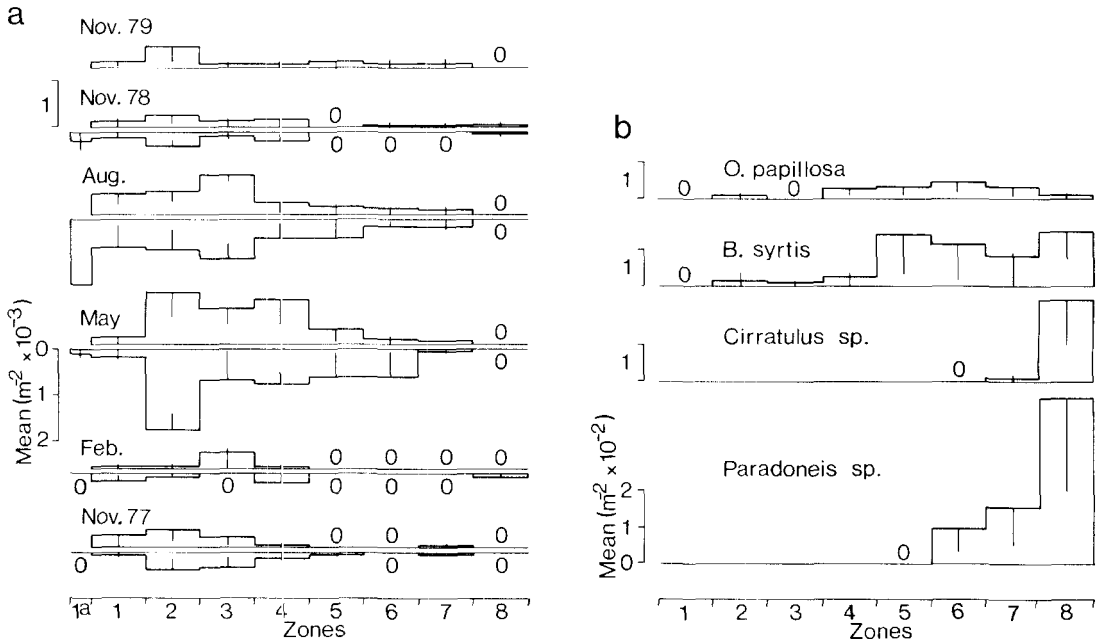 a
Nov. 79
0
1
Nov. 78
0
0 0 0
Aug.
0
0
May
0
0
0
1
2
Mean (m⁻² × 10⁻³)
Feb.
0 0 0 0
0 0 0 0 0
Nov. 77
0 0 0
0 0 0
1a 1 2 3 4 5 6 7 8
Zones
b
O. papillosa
1
0 0
B. syrtis
1
0
Cirratulus sp.
1
0
Paradoneis sp.
2
1
0
0
Mean (m⁻² × 10⁻²)
1 2 3 4 5 6 7 8
Zones